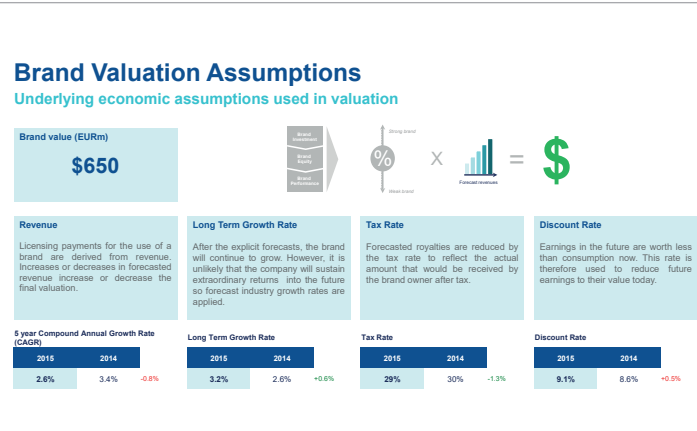 Brand Valuation Assumptions
Underlying economic assumptions used in valuation
Brand value (EURm)
$650
Brand
Investment
Brand
Equity
Brand
Performance
Strong brand
%
Weak brand
X
Forecast revenues
=
$
Revenue
Licensing payments for the use of a
brand are derived from revenue.
Increases or decreases in forecasted
revenue increase or decrease the
final valuation.
Long Term Growth Rate
After the explicit forecasts, the brand
will continue to grow. However, it is
unlikely that the company will sustain
extraordinary returns into the future
so forecast industry growth rates are
applied.
Tax Rate
Forecasted royalties are reduced by
the tax rate to reflect the actual
amount that would be received by
the brand owner after tax.
Discount Rate
Earnings in the future are worth less
than consumption now. This rate is
therefore used to reduce future
earnings to their value today.
5 year Compound Annual Growth Rate
(CAGR)
2015 2014
2.6% 3.4% -0.8%
Long Term Growth Rate
2015 2014
3.2% 2.6% +0.6%
Tax Rate
2015 2014
29% 30% -1.3%
Discount Rate
2015 2014
9.1% 8.6% +0.5%